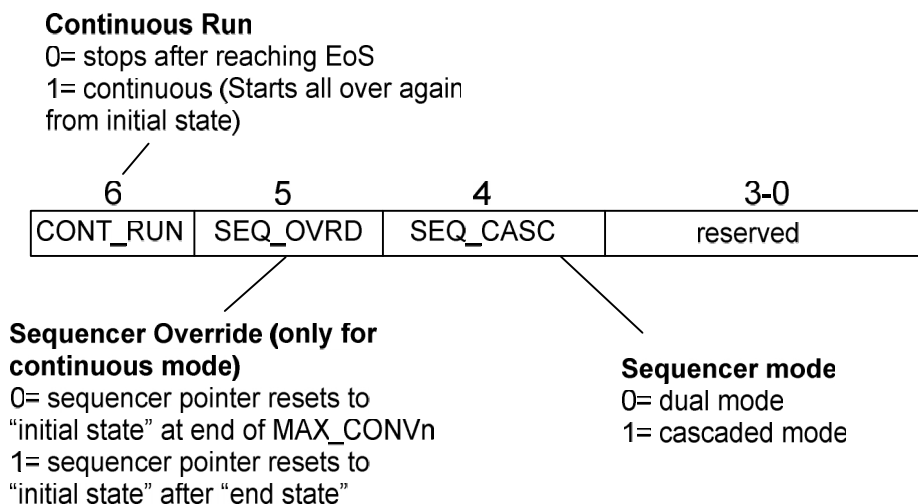 Continuous Run
0= stops after reaching EoS
1= continuous (Starts all over again
from initial state)
6 5 4 3-0
CONT_RUN SEQ_OVRD SEQ_CASC reserved
Sequencer Override (only for
continuous mode)
0= sequencer pointer resets to
“initial state” at end of MAX_CONVn
1= sequencer pointer resets to
“initial state” after “end state”
Sequencer mode
0= dual mode
1= cascaded mode